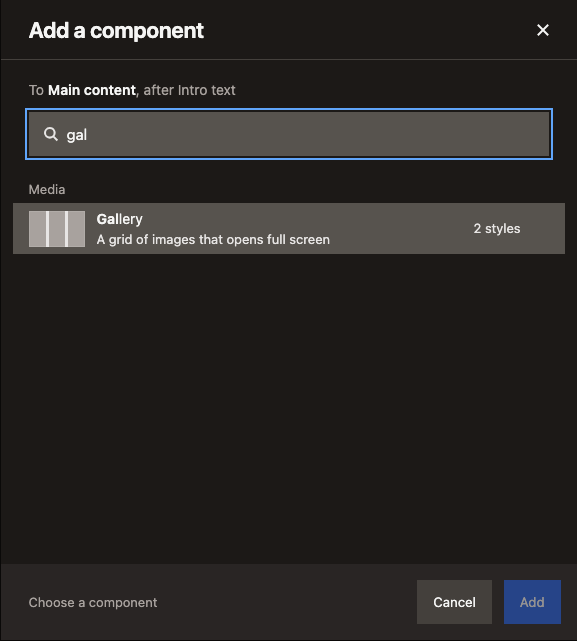 Add a component
To Main content, after Intro text
gal
Media
Gallery
A grid of images that opens full screen
2 styles
Choose a component
Cancel
Add